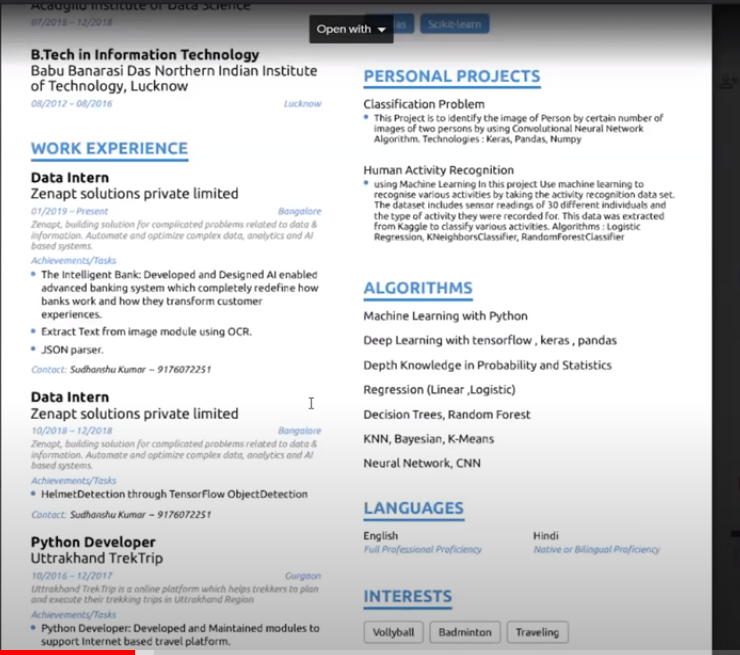 Acadgild Institute of Data Science
07/2018 – 12/2018
B.Tech in Information Technology
Babu Banarasi Das Northern Indian Institute
of Technology, Lucknow
08/2012 – 08/2016 Lucknow
WORK EXPERIENCE
Data Intern
Zenapt solutions private limited
01/2019 – Present Bangalore
Zenapt, building solution for complicated problems related to data &
information. Automate and optimize complex data, analytics and AI
based systems.
Achievements/Tasks
The Intelligent Bank: Developed and Designed AI enabled
advanced banking system which completely redefine how
banks work and how they transform customer
experiences.
Extract Text from image module using OCR.
JSON parser.
Contact: Sudhanshu Kumar – 9176072251
Data Intern
Zenapt solutions private limited
10/2018 – 12/2018 Bangalore
Zenapt, building solution for complicated problems related to data &
information. Automate and optimize complex data, analytics and AI
based systems.
Achievements/Tasks
HelmetDetection through TensorFlow ObjectDetection
Contact: Sudhanshu Kumar – 9176072251
Python Developer
Uttrakhand TrekTrip
10/2016 – 12/2017 Gurgaon
Uttrakhand TrekTrip is a online platform which helps trekkers to plan
and execute their trekking trips in Uttrakhand Region
Achievements/Tasks
Python Developer: Developed and Maintained modules to
support Internet based travel platform.
Open with
Scikit-learn
PERSONAL PROJECTS
Classification Problem
This Project is to identify the image of Person by certain number of
images of two persons by using Convolutional Neural Network
Algorithm. Technologies : Keras, Pandas, Numpy
Human Activity Recognition
using Machine Learning In this project Use machine learning to
recognise various activities by taking the activity recognition data set.
The dataset includes sensor readings of 30 different individuals and
the type of activity they were recorded for. This data was extracted
from Kaggle to classify various activities. Algorithms : Logistic
Regression, KNeighborsClassifier, RandomForestClassifier
ALGORITHMS
Machine Learning with Python
Deep Learning with tensorflow , keras , pandas
Depth Knowledge in Probability and Statistics
Regression (Linear ,Logistic)
Decision Trees, Random Forest
KNN, Bayesian, K-Means
Neural Network, CNN
LANGUAGES
English Hindi
Full Professional Proficiency Native or Bilingual Proficiency
INTERESTS
Vollyball Badminton Traveling